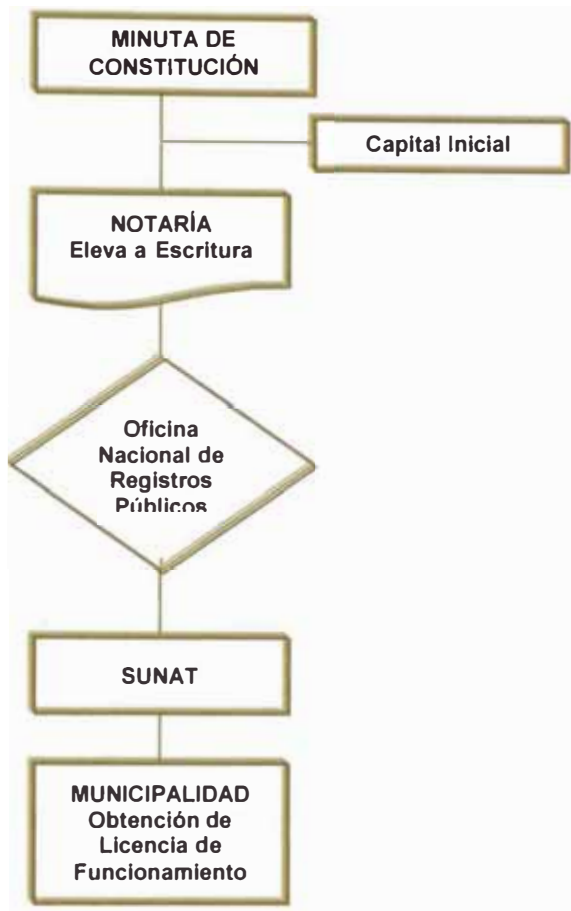 MINUTA DE
CONSTITUCIÓN
Capital Inicial
NOTARÍA
Eleva a Escritura
Oficina
Nacional de
Registros
Públicos
SUNAT
MUNICIPALIDAD
Obtención de
Licencia de
Funcionamiento